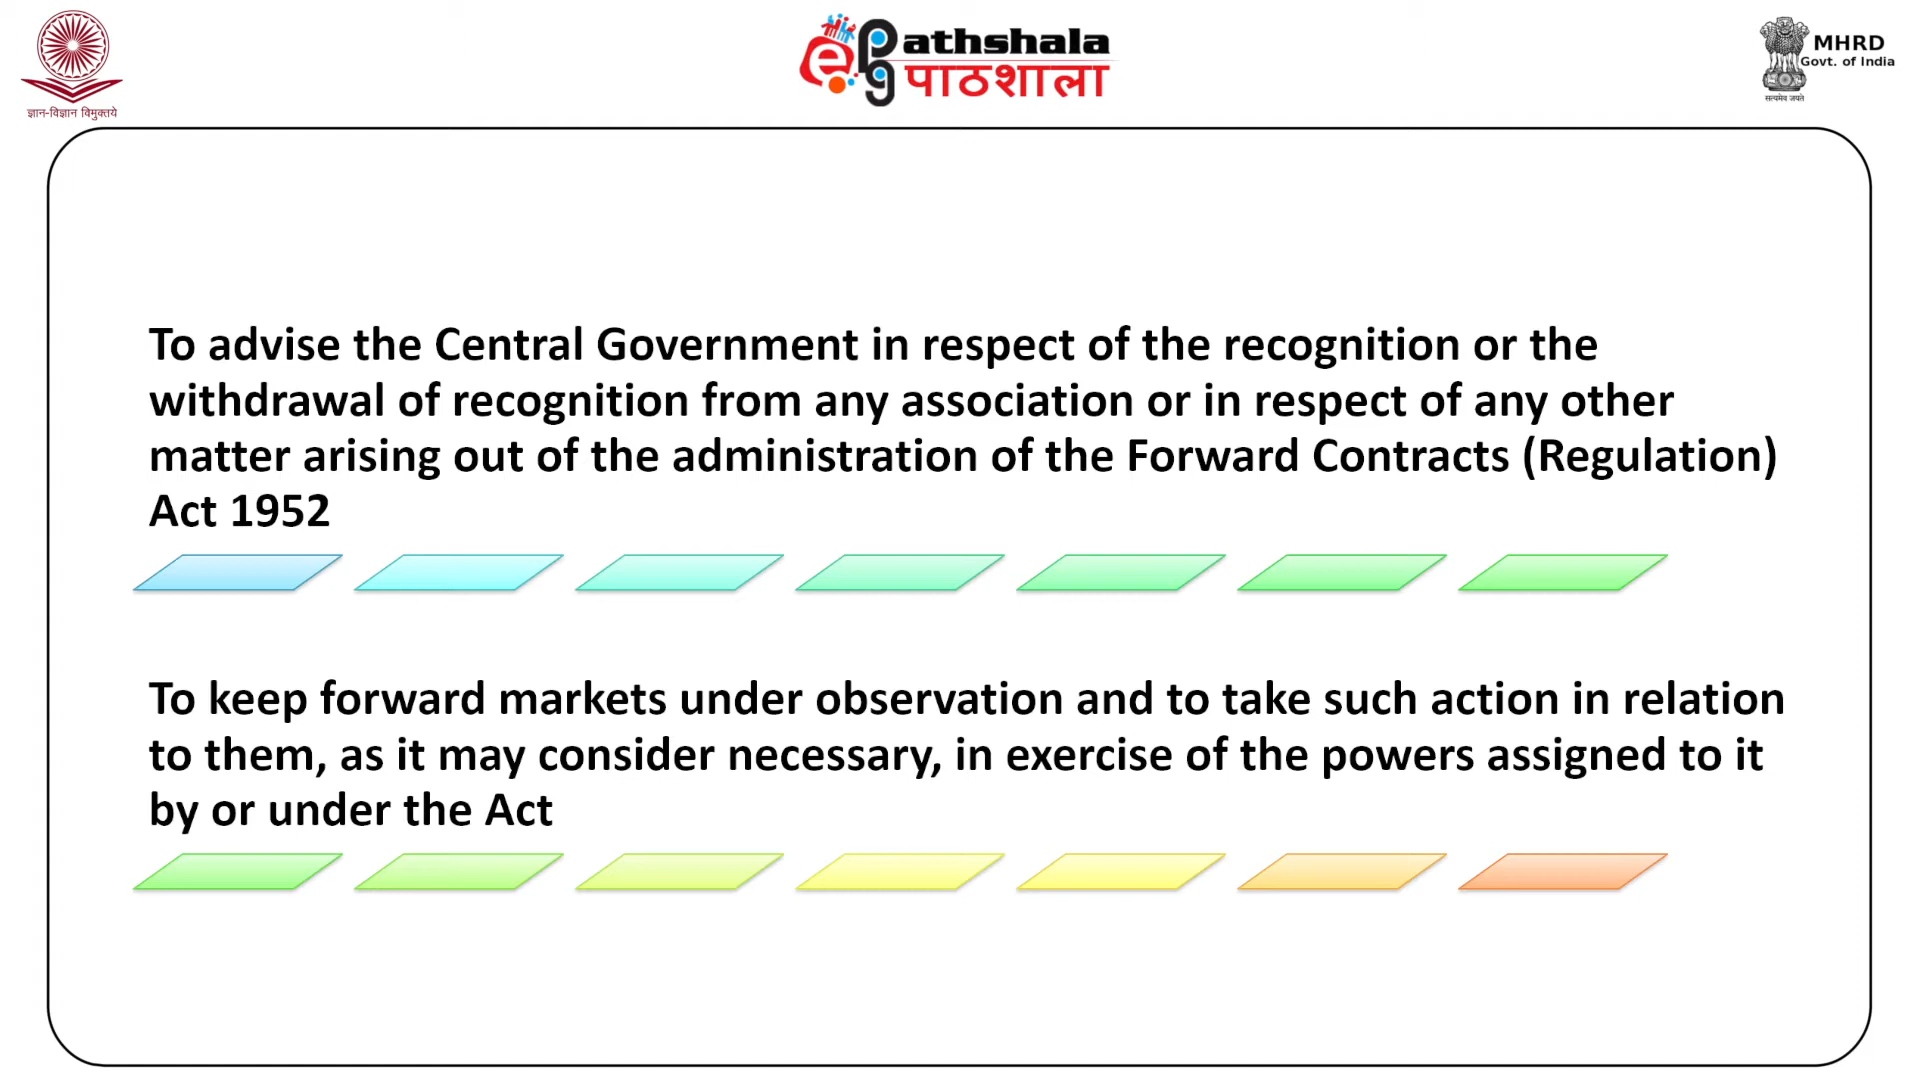 ज्ञान-विज्ञान विमुक्तये
e pg athshala
पाठशाला
MHRD
Govt. of India
सत्यमेव जयते
To advise the Central Government in respect of the recognition or the
withdrawal of recognition from any association or in respect of any other
matter arising out of the administration of the Forward Contracts (Regulation)
Act 1952
To keep forward markets under observation and to take such action in relation
to them, as it may consider necessary, in exercise of the powers assigned to it
by or under the Act